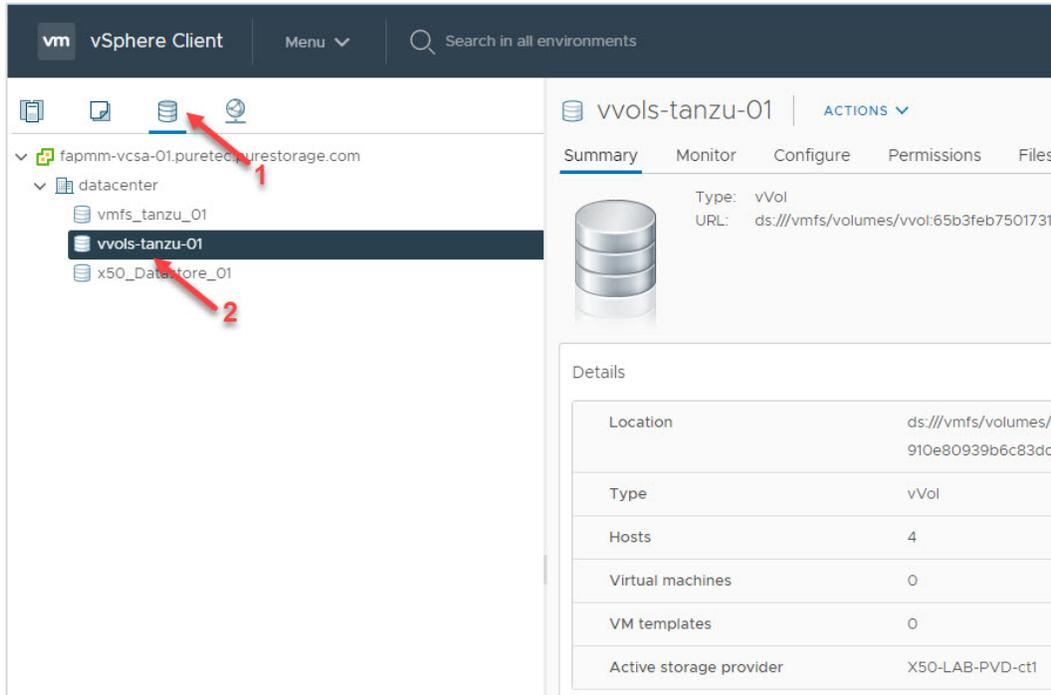 vm vSphere Client Menu Search in all environments
vvols-tanzu-01 ACTIONS
1
fapmm-vcsa-01.puretec.purestorage.com
datacenter
vmfs_tanzu_01
vvols-tanzu-01
x50_Datastore_01
2
Summary Monitor Configure Permissions Files
Type: vVol
URL: ds:///vmfs/volumes/vvol:65b3feb7501731
Details
Location ds:///vmfs/volumes/
910e80939b6c83dc
Type vVol
Hosts 4
Virtual machines 0
VM templates 0
Active storage provider X50-LAB-PVD-ct1